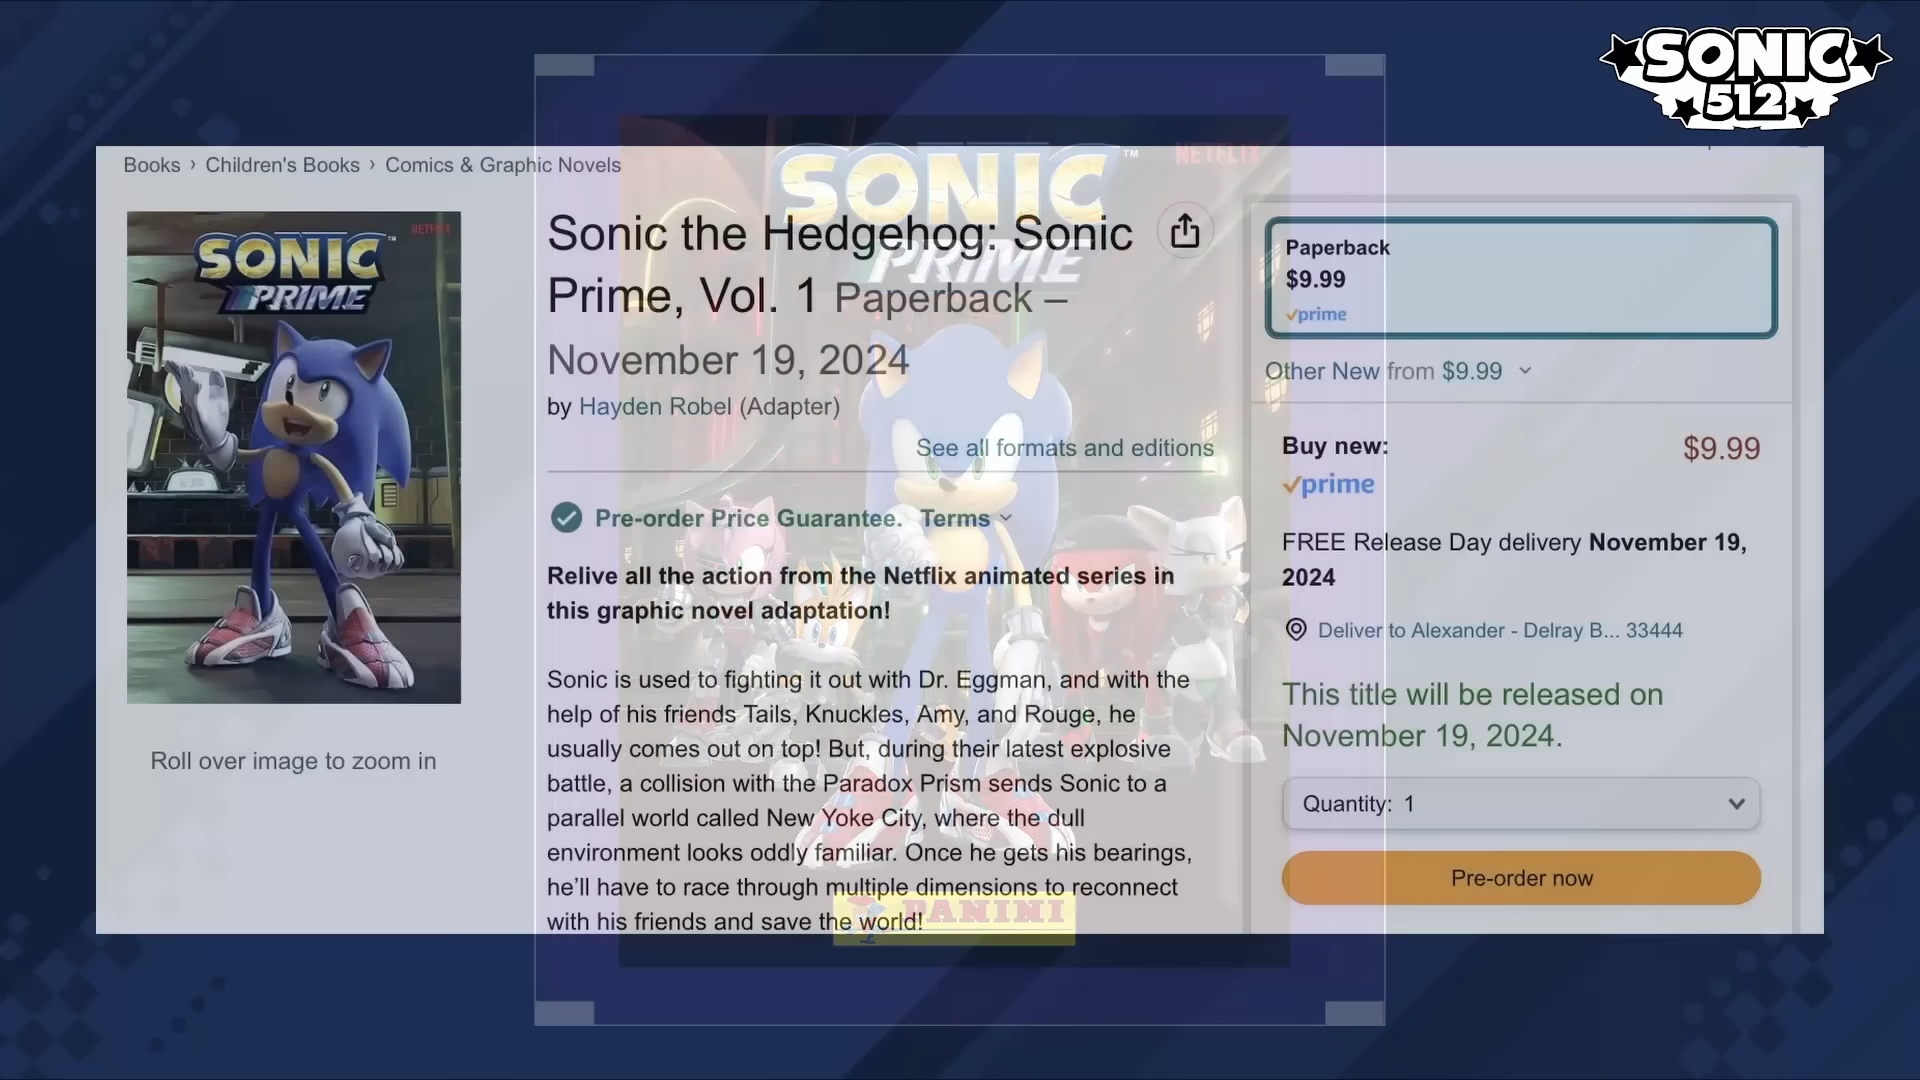 SONIC
512
Books › Children's Books › Comics & Graphic Novels
SONIC™
PRIME
NETFLIX
SONIC™
PRIME
NETFLIX
Sonic the Hedgehog: Sonic
Prime, Vol. 1 Paperback –
November 19, 2024
by Hayden Robel (Adapter)
See all formats and editions
Pre-order Price Guarantee. Terms
Relive all the action from the Netflix animated series in
this graphic novel adaptation!
Sonic is used to fighting it out with Dr. Eggman, and with the
help of his friends Tails, Knuckles, Amy, and Rouge, he
usually comes out on top! But, during their latest explosive
battle, a collision with the Paradox Prism sends Sonic to a
parallel world called New Yoke City, where the dull
environment looks oddly familiar. Once he gets his bearings,
he’ll have to race through multiple dimensions to reconnect
with his friends and save the world!
PANINI
Roll over image to zoom in
Paperback
$9.99
prime
Other New from $9.99
Buy new: $9.99
prime
FREE Release Day delivery November 19,
2024
Deliver to Alexander - Delray B... 33444
This title will be released on
November 19, 2024.
Quantity: 1
Pre-order now